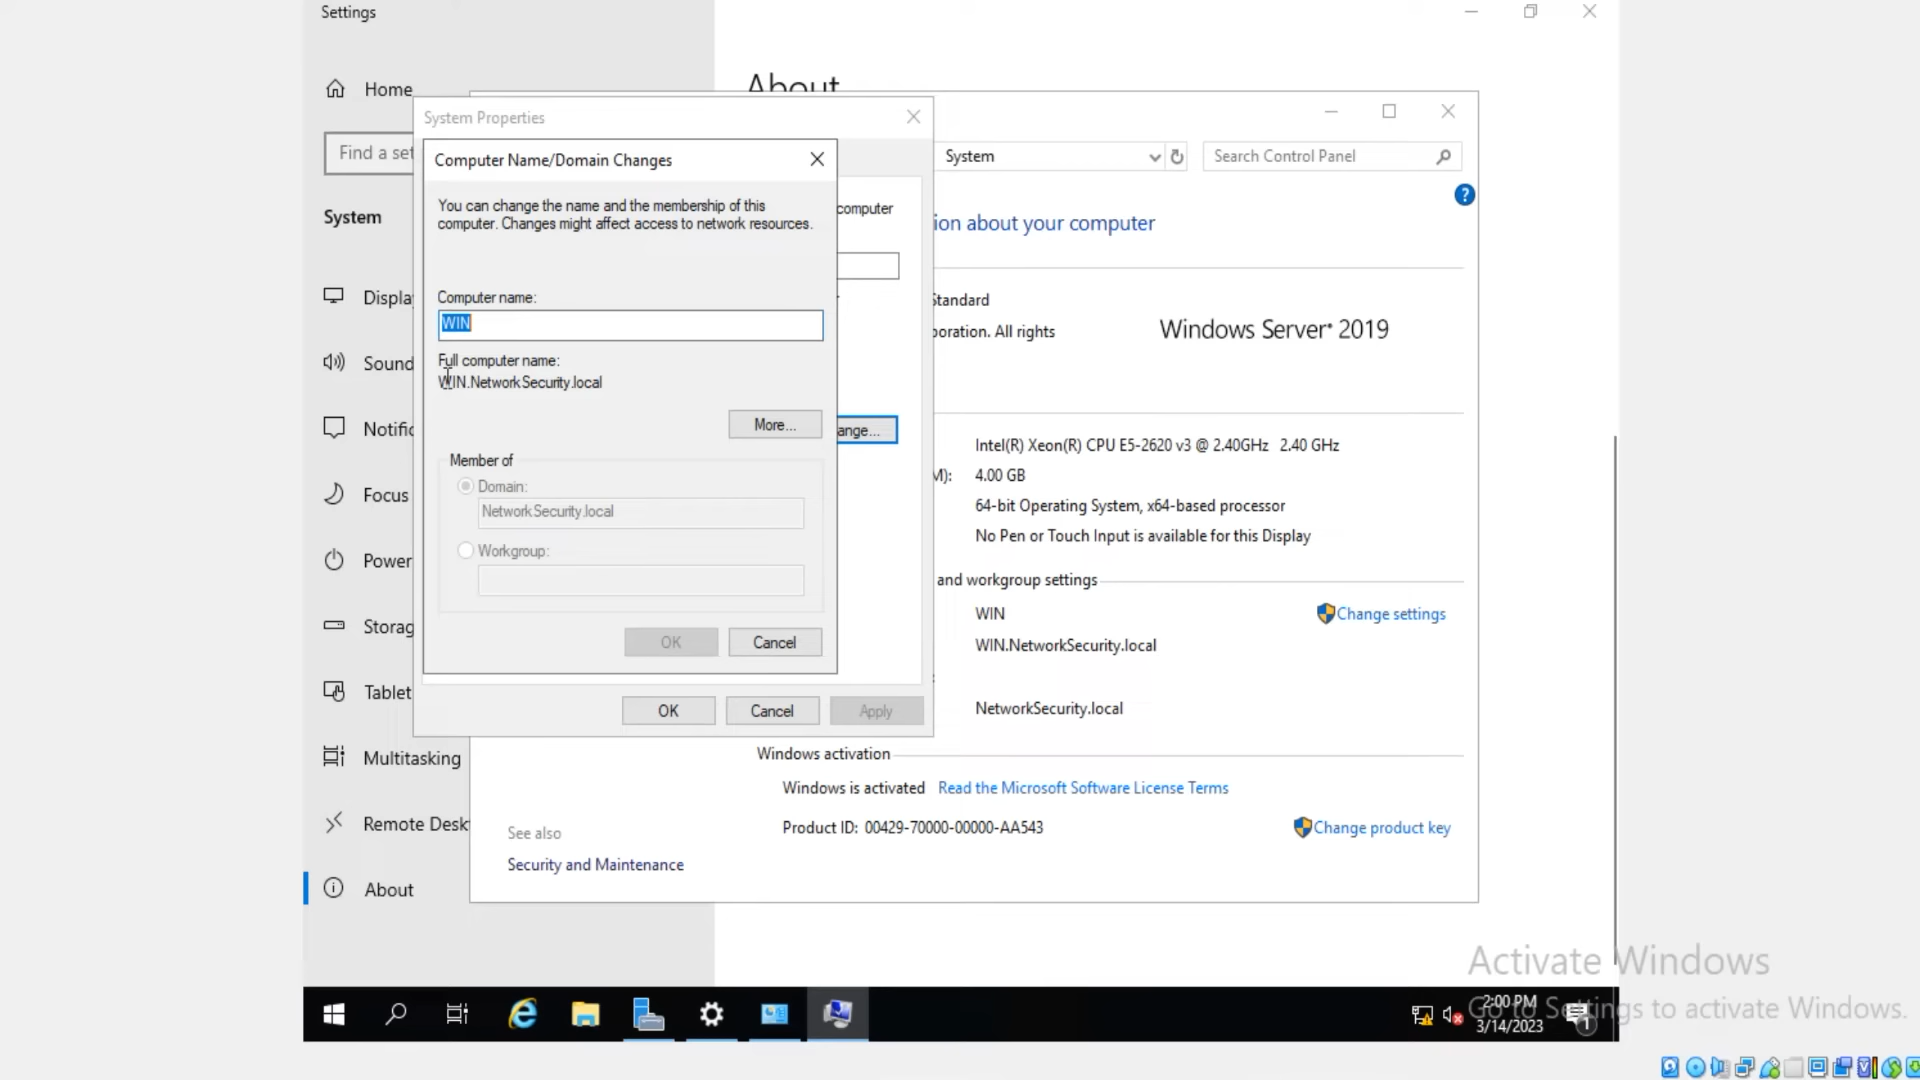 Settings
About
Home
Find a set
System
Display
Sound
Notific
Focus
Power
Storag
Tablet
Multitasking
Remote Deskt
About
System Properties
computer
ange...
OK
Cancel
Apply
Computer Name/Domain Changes
You can change the name and the membership of this
computer. Changes might affect access to network resources.
Computer name:
WIN
Full computer name:
WIN.NetworkSecurity.local
More...
Member of
Domain:
NetworkSecurity.local
Workgroup:
OK
Cancel
System
Search Control Panel
?
ion about your computer
Standard
poration. All rights
Windows Server® 2019
Intel(R) Xeon(R) CPU E5-2620 v3 @ 2.40GHz 2.40 GHz
M): 4.00 GB
64-bit Operating System, x64-based processor
No Pen or Touch Input is available for this Display
and workgroup settings
WIN
Change settings
WIN.NetworkSecurity.local
NetworkSecurity.local
Windows activation
Windows is activated Read the Microsoft Software License Terms
Product ID: 00429-70000-00000-AA543
Change product key
See also
Security and Maintenance
Activate Windows
Go to Settings to activate Windows.
2:00 PM
3/14/2023
1